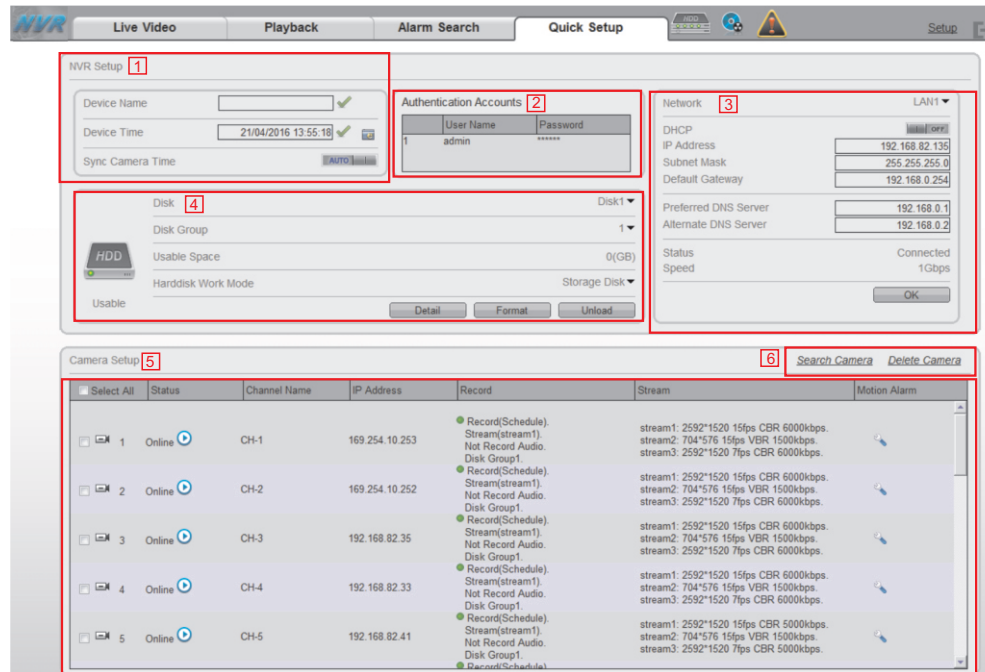 NVR Live Video Playback Alarm Search Quick Setup HDD Setup
NVR Setup 1
Device Name
Device Time 21/04/2016 13:55:18
Sync Camera Time AUTO
Authentication Accounts 2
User Name Password
1 admin ******
Network 3 LAN1
DHCP OFF
IP Address 192.168.82.135
Subnet Mask 255.255.255.0
Default Gateway 192.168.0.254
Preferred DNS Server 192.168.0.1
Alternate DNS Server 192.168.0.2
Status Connected
Speed 1Gbps
OK
Disk 4 Disk1
Disk Group 1
HDD
Usable
Usable Space 0(GB)
Harddisk Work Mode Storage Disk
Detail Format Unload
Camera Setup 5
6 Search Camera Delete Camera
Select All Status Channel Name IP Address Record Stream Motion Alarm
1 Online CH-1 169.254.10.253
Record(Schedule).
Stream(stream1).
Not Record Audio.
Disk Group1.
stream1: 2592*1520 15fps CBR 6000kbps.
stream2: 704*576 15fps VBR 1500kbps.
stream3: 2592*1520 7fps CBR 6000kbps.
2 Online CH-2 169.254.10.252
Record(Schedule).
Stream(stream1).
Not Record Audio.
Disk Group1.
stream1: 2592*1520 15fps CBR 6000kbps.
stream2: 704*576 15fps VBR 1500kbps.
stream3: 2592*1520 7fps CBR 6000kbps.
3 Online CH-3 192.168.82.35
Record(Schedule).
Stream(stream1).
Not Record Audio.
Disk Group1.
stream1: 2592*1520 15fps CBR 6000kbps.
stream2: 704*576 15fps VBR 1500kbps.
stream3: 2592*1520 7fps CBR 6000kbps.
4 Online CH-4 192.168.82.33
Record(Schedule).
Stream(stream1).
Not Record Audio.
Disk Group1.
stream1: 2592*1520 15fps CBR 6000kbps.
stream2: 704*576 15fps VBR 1500kbps.
stream3: 2592*1520 7fps CBR 6000kbps.
5 Online CH-5 192.168.82.41
Record(Schedule).
Stream(stream1).
Not Record Audio.
Disk Group1.
stream1: 2592*1520 15fps CBR 5000kbps.
stream2: 704*576 15fps VBR 1500kbps.
stream3: 2592*1520 7fps CBR 6000kbps.
Record(Schedule)